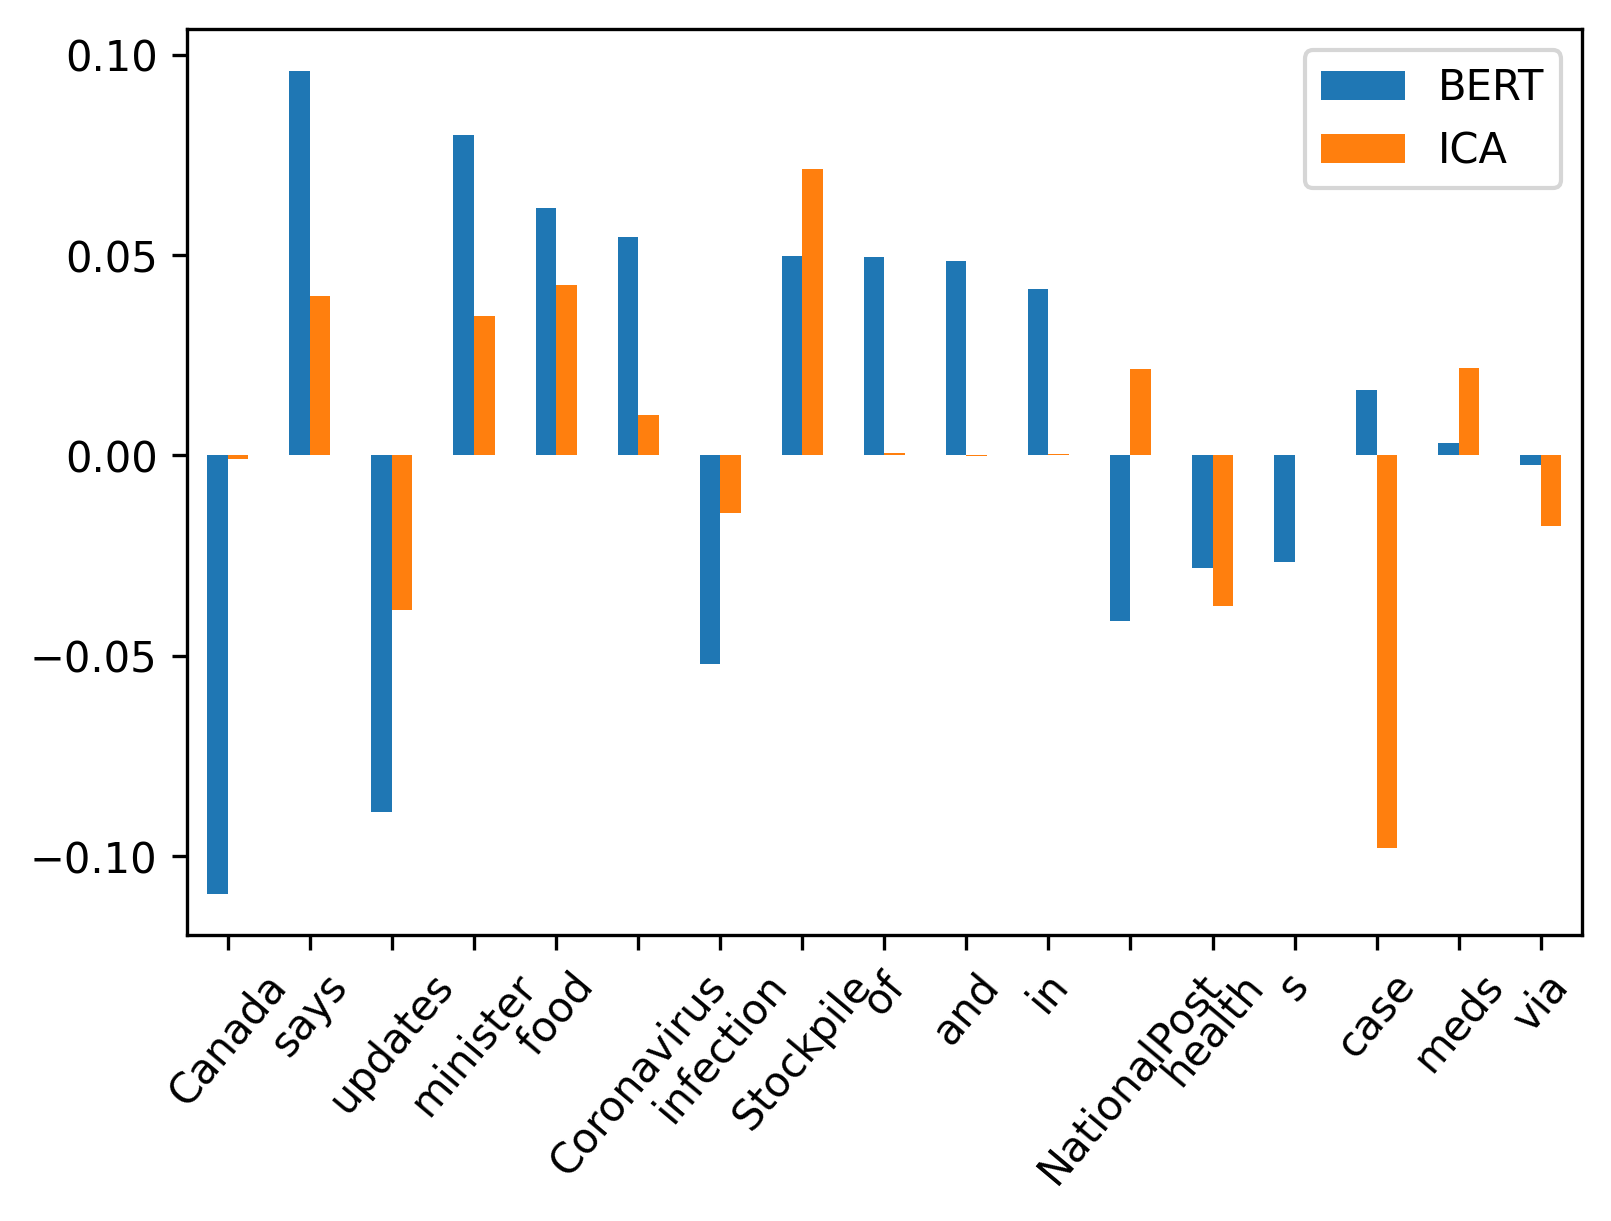 0.10
0.05
0.00
−0.05
−0.10
BERT
ICA
Canada
says
updates
minister
food
Coronavirus
infection
Stockpile
of
and
in
NationalPost
health
s
case
meds
via